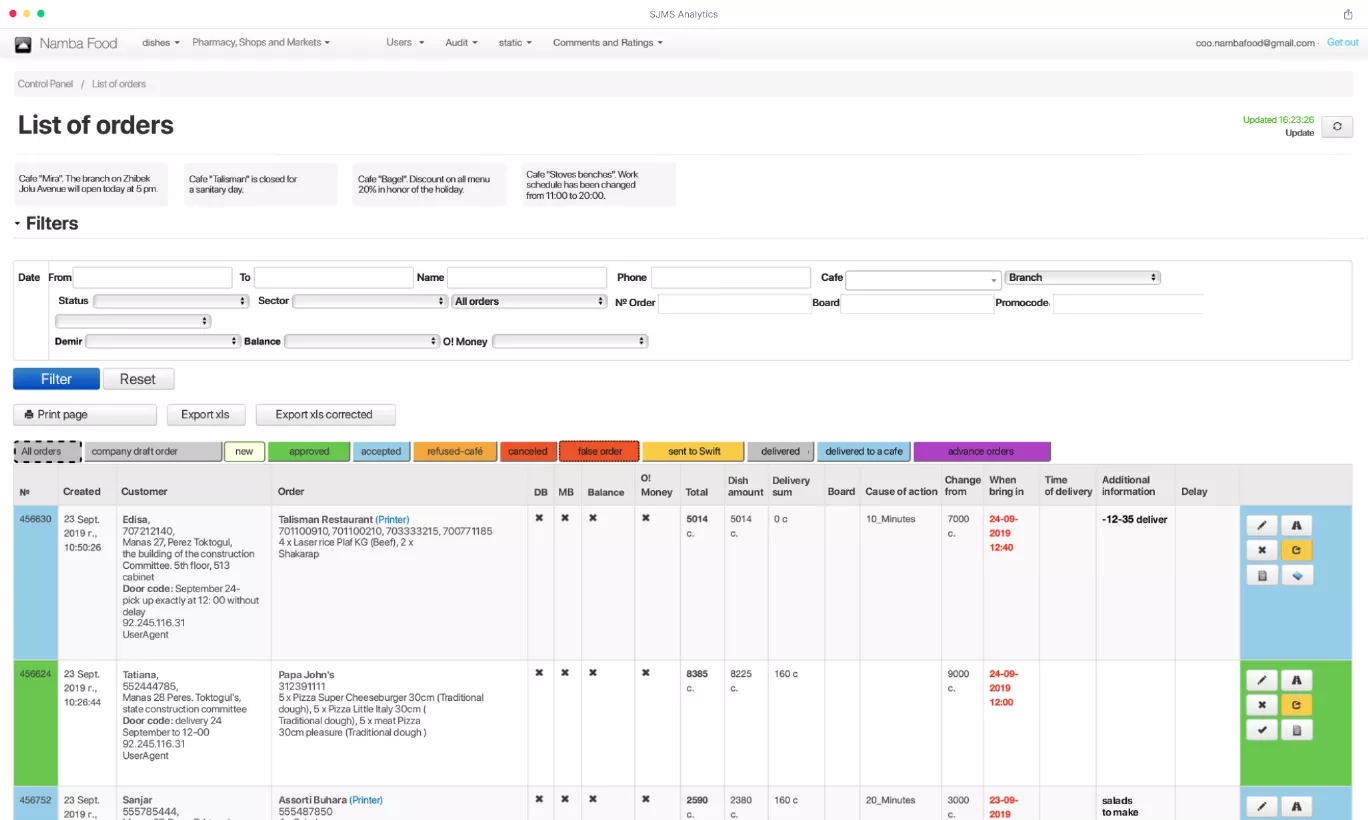 SJMS Analytics
Namba Food dishes Pharmacy, Shops and Markets Users Audit static Comments and Ratings coo.nambafood@gmail.com Get out
Control Panel / List of orders
List of orders
Updated 16:23:26
Update
Cafe "Mira". The branch on Zhibek
Jolu Avenue will open today at 5 pm.
Cafe "Talisman" is closed for
a sanitary day.
Cafe "Bagel". Discount on all menu
20% in honor of the holiday.
Cafe "Stoves benches". Work
schedule has been changed
from 11:00 to 20:00.
Filters
Date From To Name Phone Cafe Branch
Status Sector All orders № Order Board Promocode
Demir Balance O! Money
Filter Reset
Print page Export xls Export xls corrected
All orders company draft order new approved accepted refused-café canceled false order sent to Swift delivered delivered to a cafe advance orders
№ Created Customer Order DB MB Balance O! Money Total Dish amount Delivery sum Board Cause of action Change from When bring in Time of delivery Additional information Delay
456630
23 Sept.
2019 г.,
10:50:26
Edisa,
707212140,
Manas 27, Perez Toktogul,
the building of the construction
Committee. 5th floor, 513
cabinet
Door code: September 24-
pick up exactly at 12: 00 without
delay
92.245.116.31
UserAgent
Talisman Restaurant (Printer)
701100910, 701100210, 703333215, 700771185
4 x Laser rice Plaf KG (Beef), 2 x
Shakarap
5014
c.
5014
c.
0 c
10_Minutes
7000
c.
24-09-
2019
12:40
-12-35 deliver
456624
23 Sept.
2019 г.,
10:26:44
Tatiana,
552444785,
Manas 28 Peres. Toktogul's,
state construction committee
Door code: delivery 24
September to 12-00
92.245.116.31
UserAgent
Papa John's
312391111
5 x Pizza Super Cheeseburger 30cm (Traditional
dough), 5 x Pizza Little Italy 30cm (
Traditional dough), 5 x meat Pizza
30cm pleasure (Traditional dough )
8385
c.
8225
c.
160 c
9000
c.
24-09-
2019
12:00
456752
23 Sept.
2019 г.,
Sanjar
555785444,
Assorti Buhara (Printer)
555487850
2590
c.
2380
c.
160 c
20_Minutes
3000
c.
23-09-
2019
salads
to make